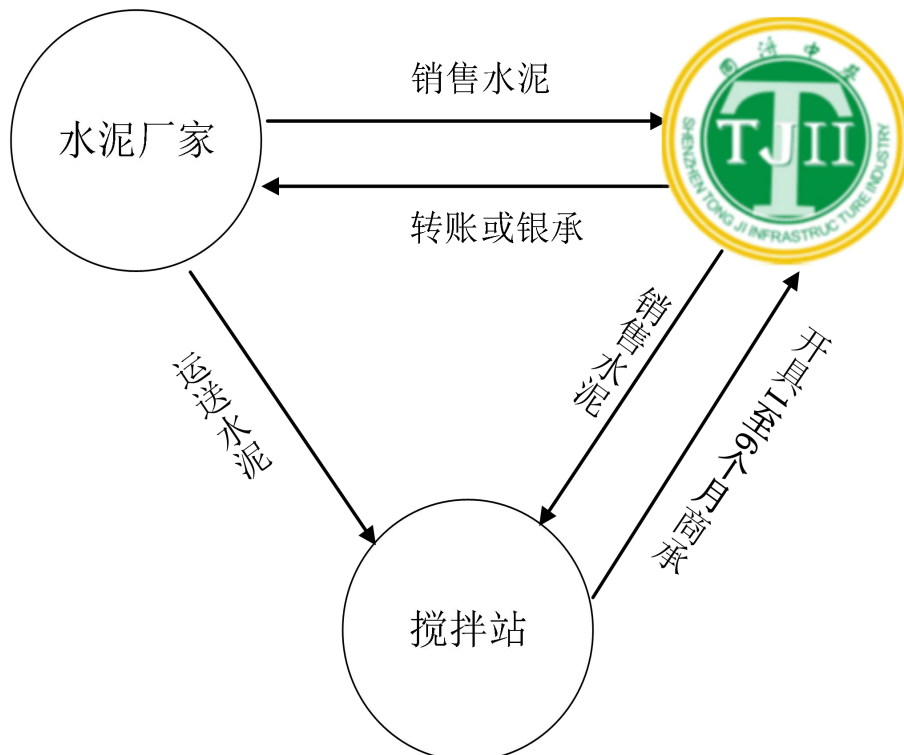 销售水泥
水泥厂家
TJII
SHENZHEN TONG JI INFRASTRUCTURE INDUSTRY
转账或银承
运送水泥
销售水泥
开具1至6个月商承
搅拌站